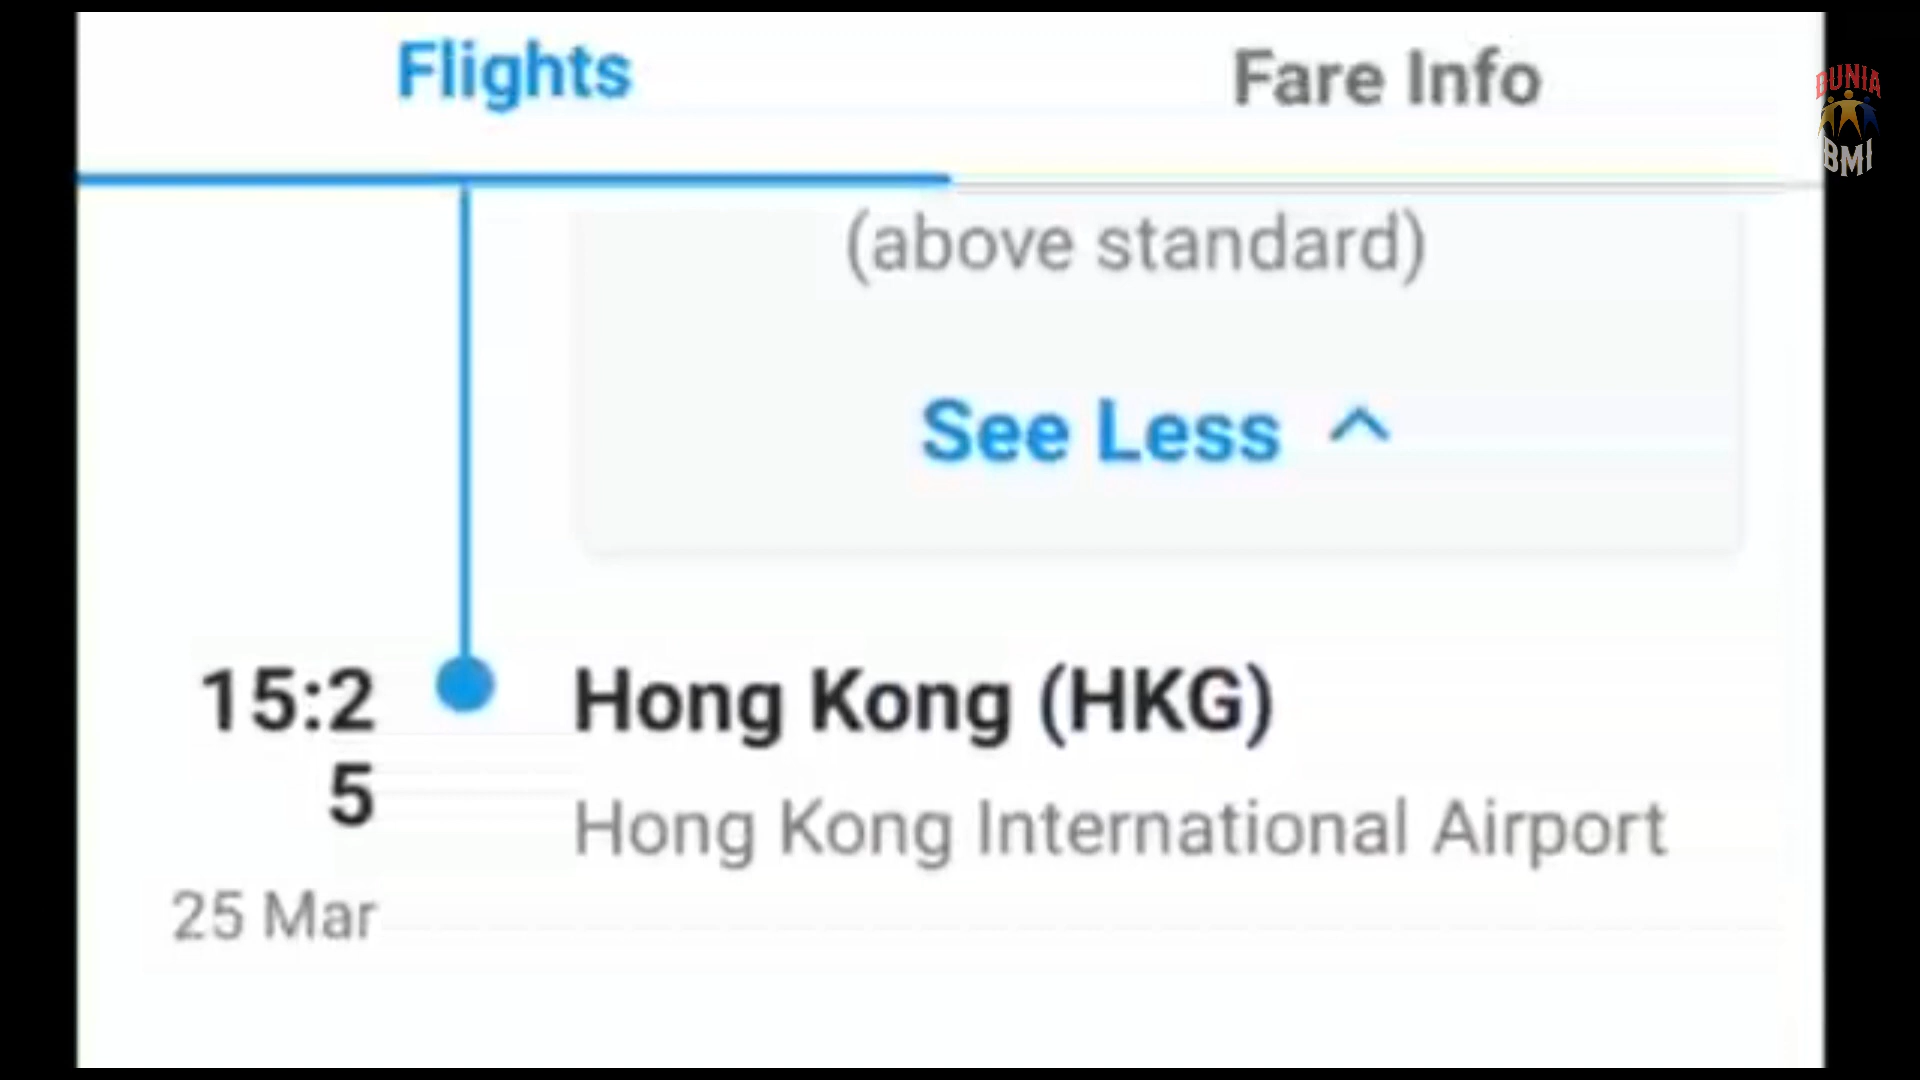 Flights
Fare Info
DUNIA
BMI
(above standard)
See Less
15:2
5
Hong Kong (HKG)
Hong Kong International Airport
25 Mar